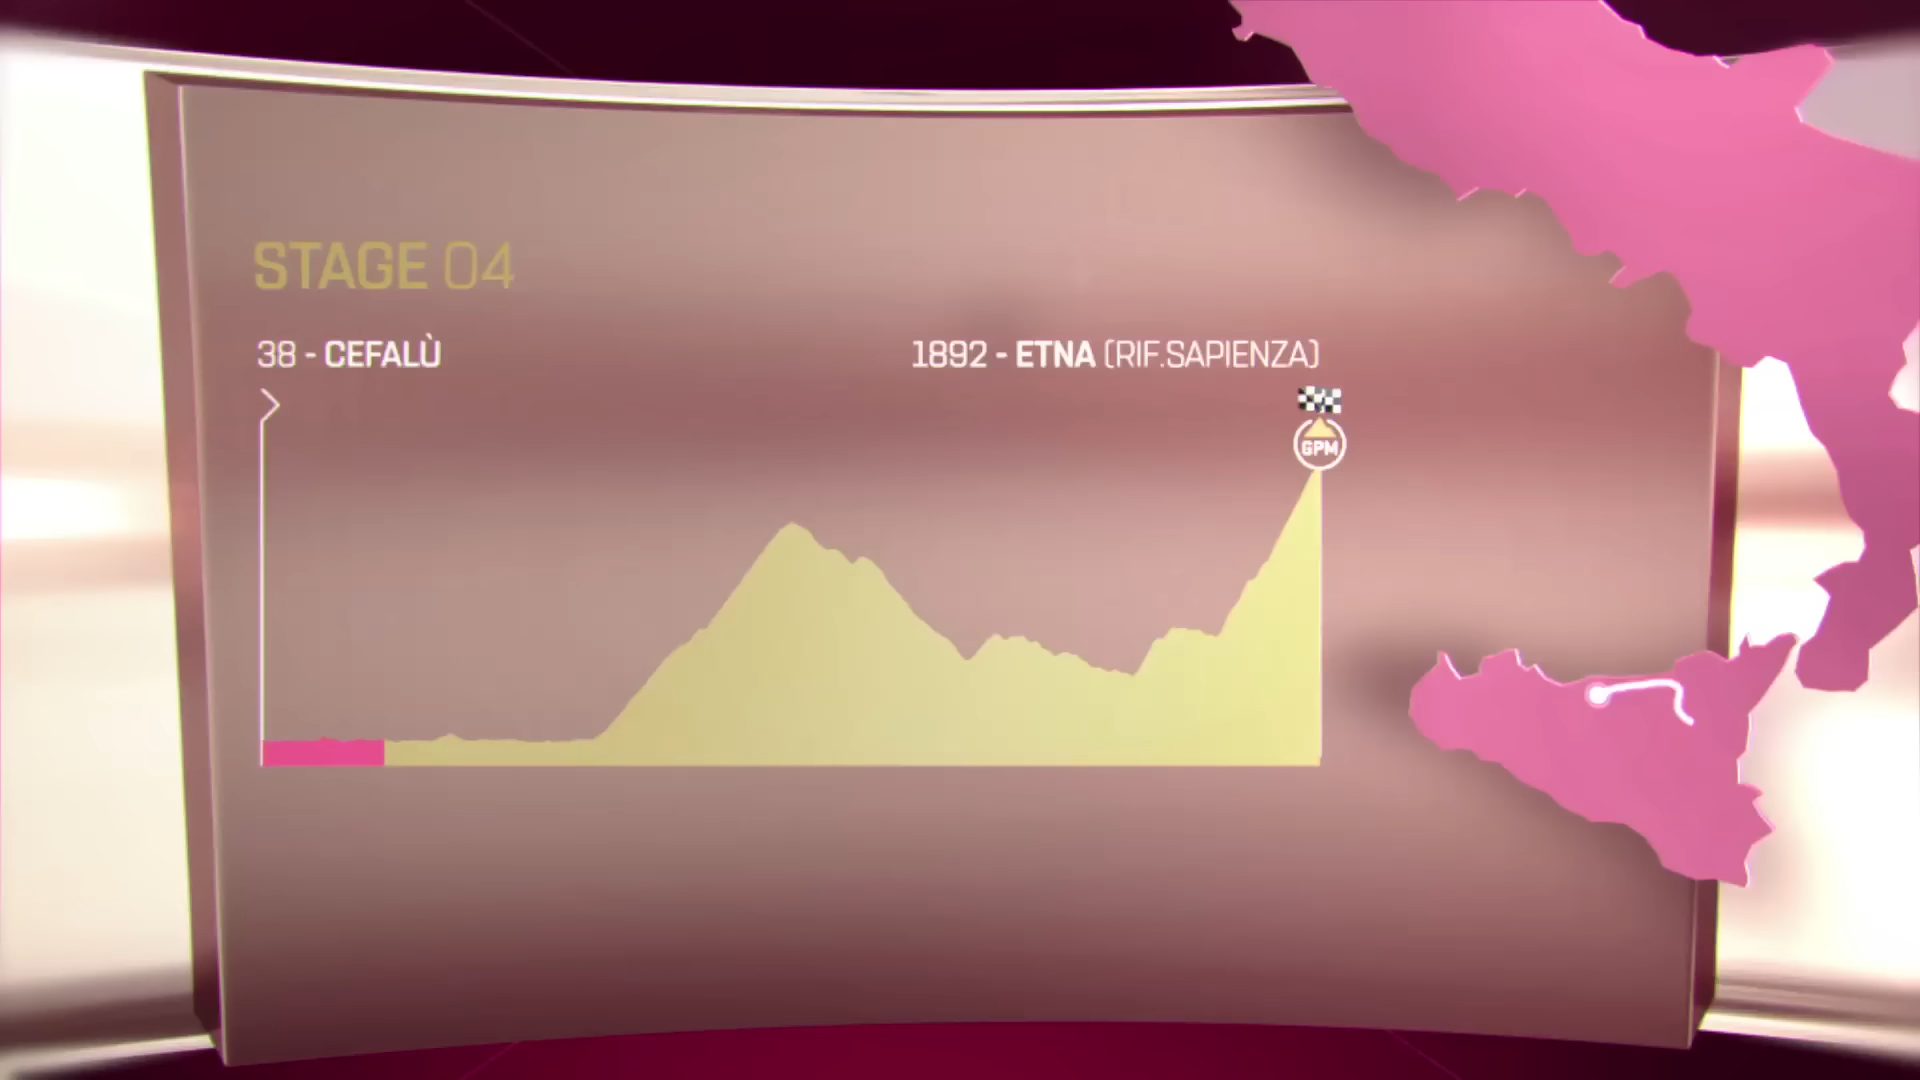 STAGE 04
38 - CEFALÙ
1892 - ETNA (RIF.SAPIENZA)
GPM